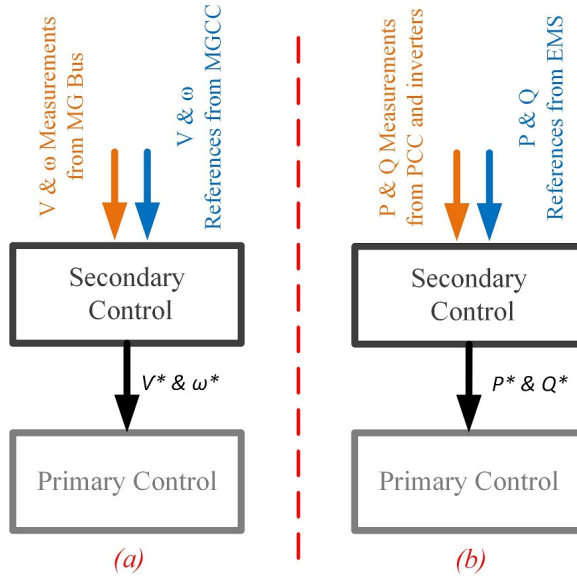 V & ω Measurements
from MG Bus
V & ω
References from MGCC
Secondary
Control
V* & ω*
Primary Control
(a)
P & Q Measurements
from PCC and inverters
P & Q
References from EMS
Secondary
Control
P* & Q*
Primary Control
(b)